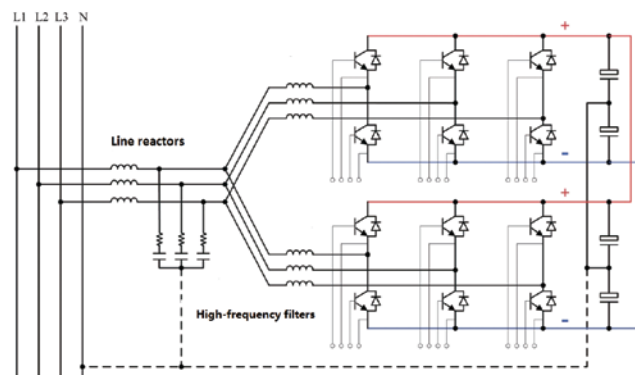 L1 L2 L3 N
+
Line reactors
-
+
High-frequency filters
-